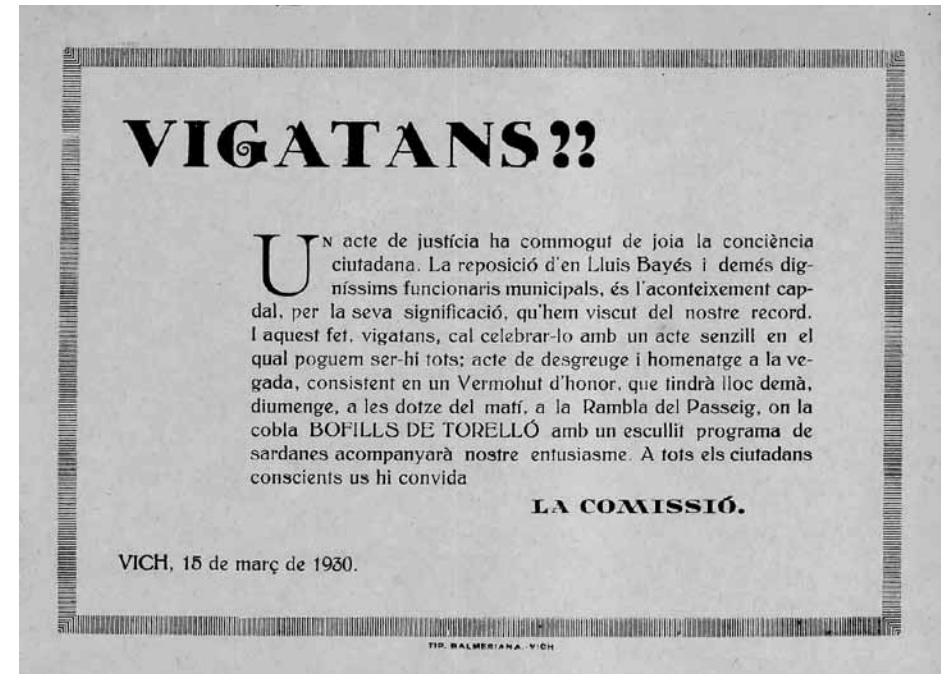 VIGATANS??
UN acte de justícia ha commogut de joia la conciència
ciutadana. La reposició d'en Lluis Bayés i demés dig-
níssims funcionaris municipals, és l'aconteixement cap-
dal, per la seva significació, qu'hem viscut del nostre record.
I aquest fet, vigatans, cal celebrar-lo amb un acte senzill en el
qual poguem ser-hi tots; acte de desgreuge i homenatge a la ve-
gada, consistent en un Vermohut d'honor, que tindrà lloc demà,
diumenge, a les dotze del matí, a la Rambla del Passeig, on la
cobla BOFILLS DE TORELLÓ amb un escullit programa de
sardanes acompanyarà nostre entusiasme. A tots els ciutadans
conscients us hi convida
LA COMISSIÓ.
VICH, 15 de març de 1930.
TIP. BALMESIANA.-VICH